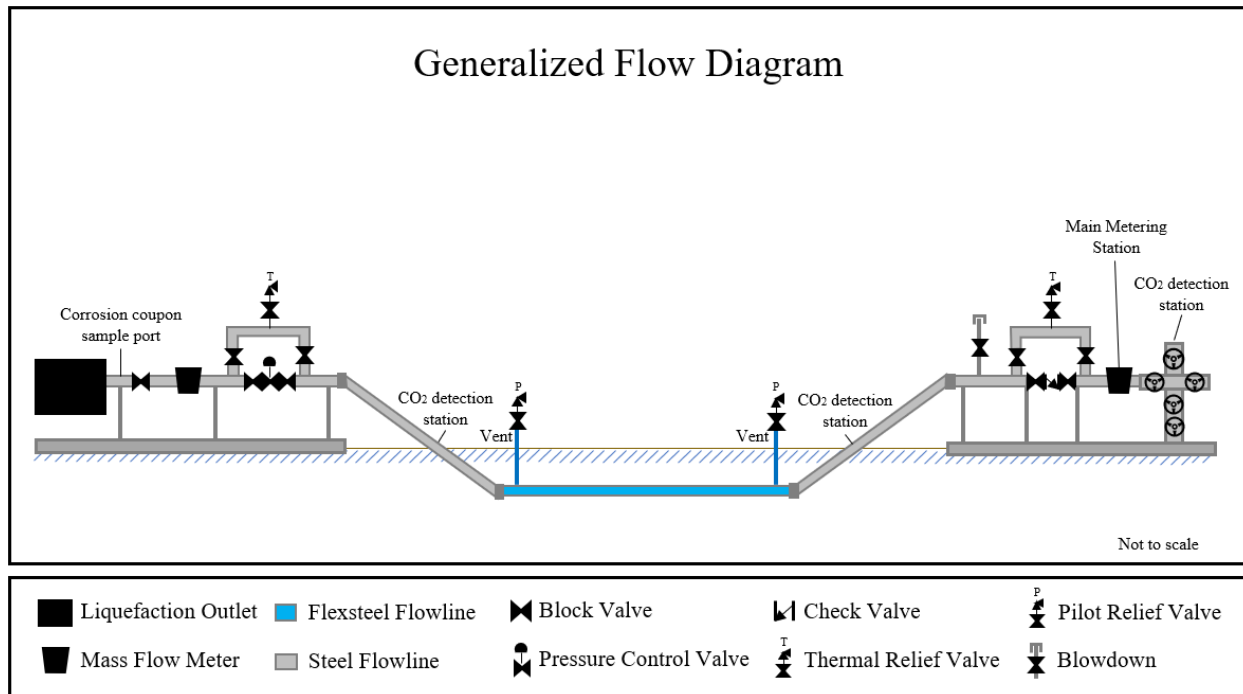 Generalized Flow Diagram
Main Metering
Station
CO2 detection
station
T
T
Corrosion coupon
sample port
P
P
CO2 detection
station
CO2 detection
station
Vent
Vent
Not to scale
Liquefaction Outlet
Flexsteel Flowline
Block Valve
Check Valve
P
Pilot Relief Valve
Mass Flow Meter
Steel Flowline
Pressure Control Valve
T
Thermal Relief Valve
Blowdown